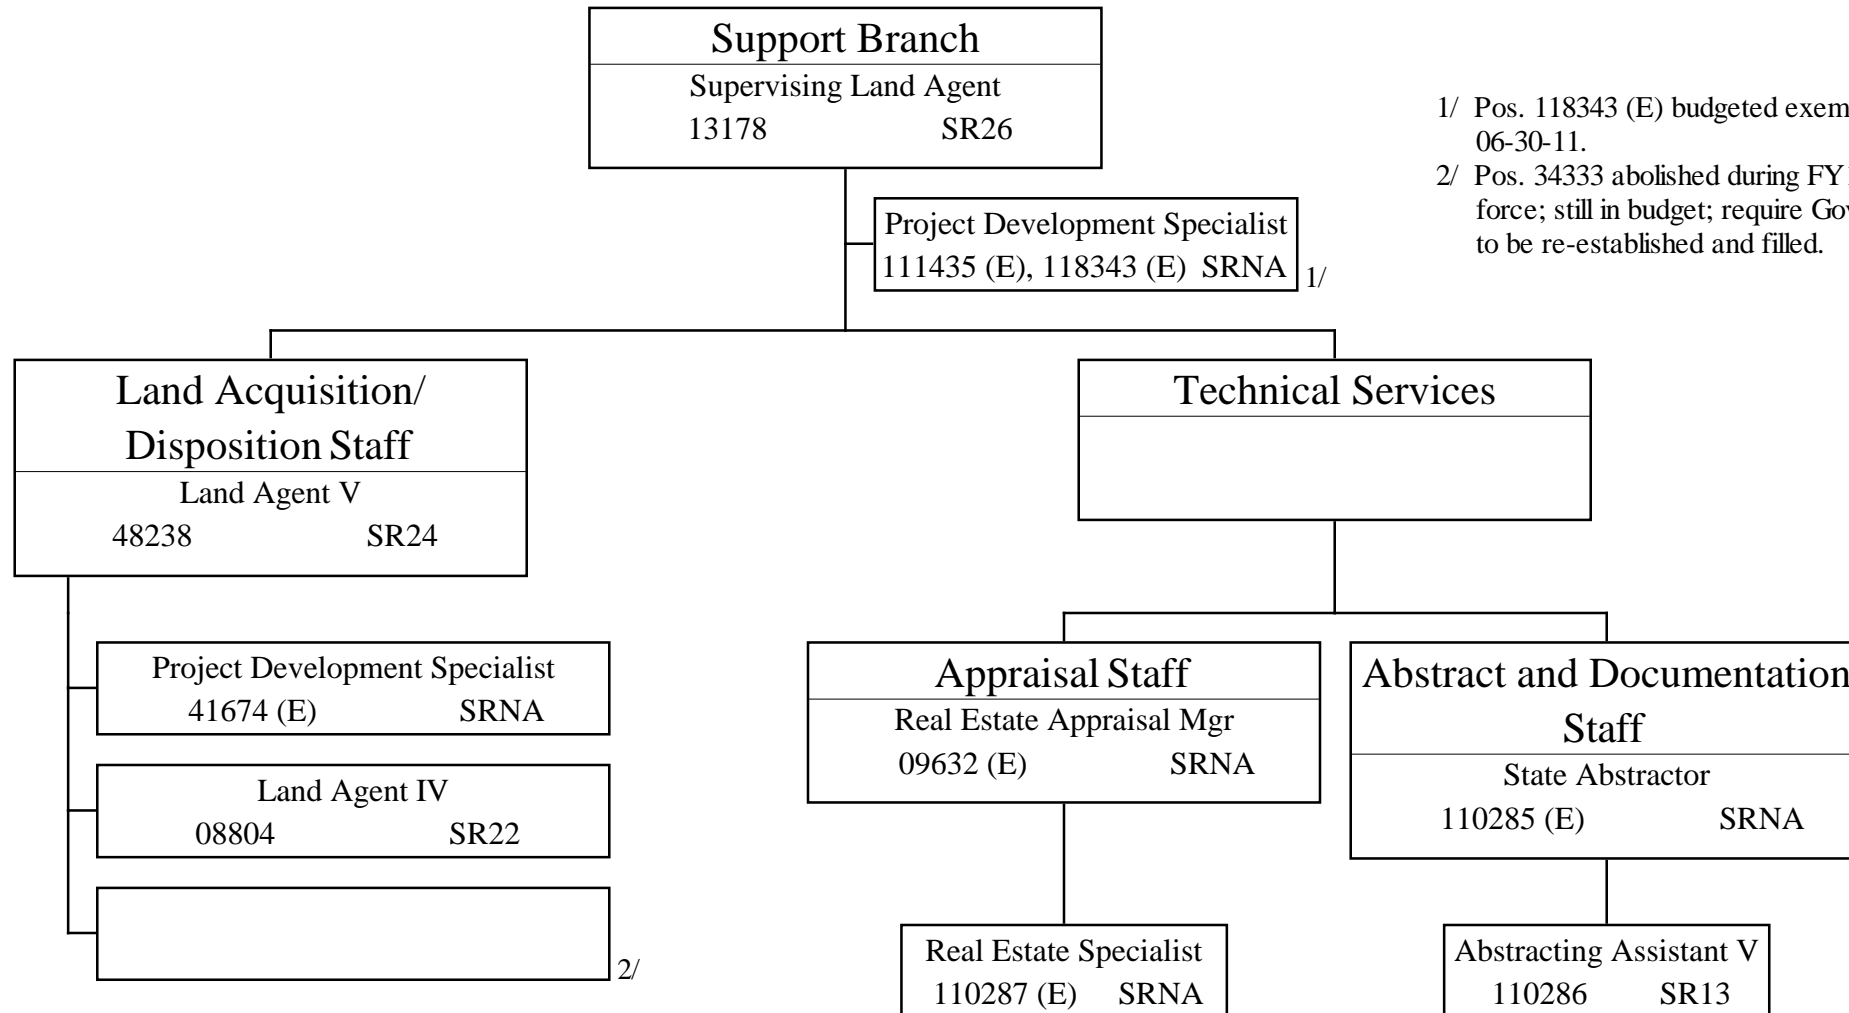 Support Branch
Supervising Land Agent
13178 SR26
1/ Pos. 118343 (E) budgeted
06-30-11.
2/ Pos. 34333 abolished during
force; still in budget; require
to be re-established and filled.
Project Development Specialist
111435 (E), 118343 (E) SRNA
1/
Land Acquisition/
Disposition Staff
Land Agent V
48238 SR24
Technical Services
Project Development Specialist
41674 (E) SRNA
Land Agent IV
08804 SR22
2/
Appraisal Staff
Real Estate Appraisal Mgr
09632 (E) SRNA
Abstract and Documentation
Staff
State Abstractor
110285 (E) SRNA
Real Estate Specialist
110287 (E) SRNA
Abstracting Assistant V
110286 SR13